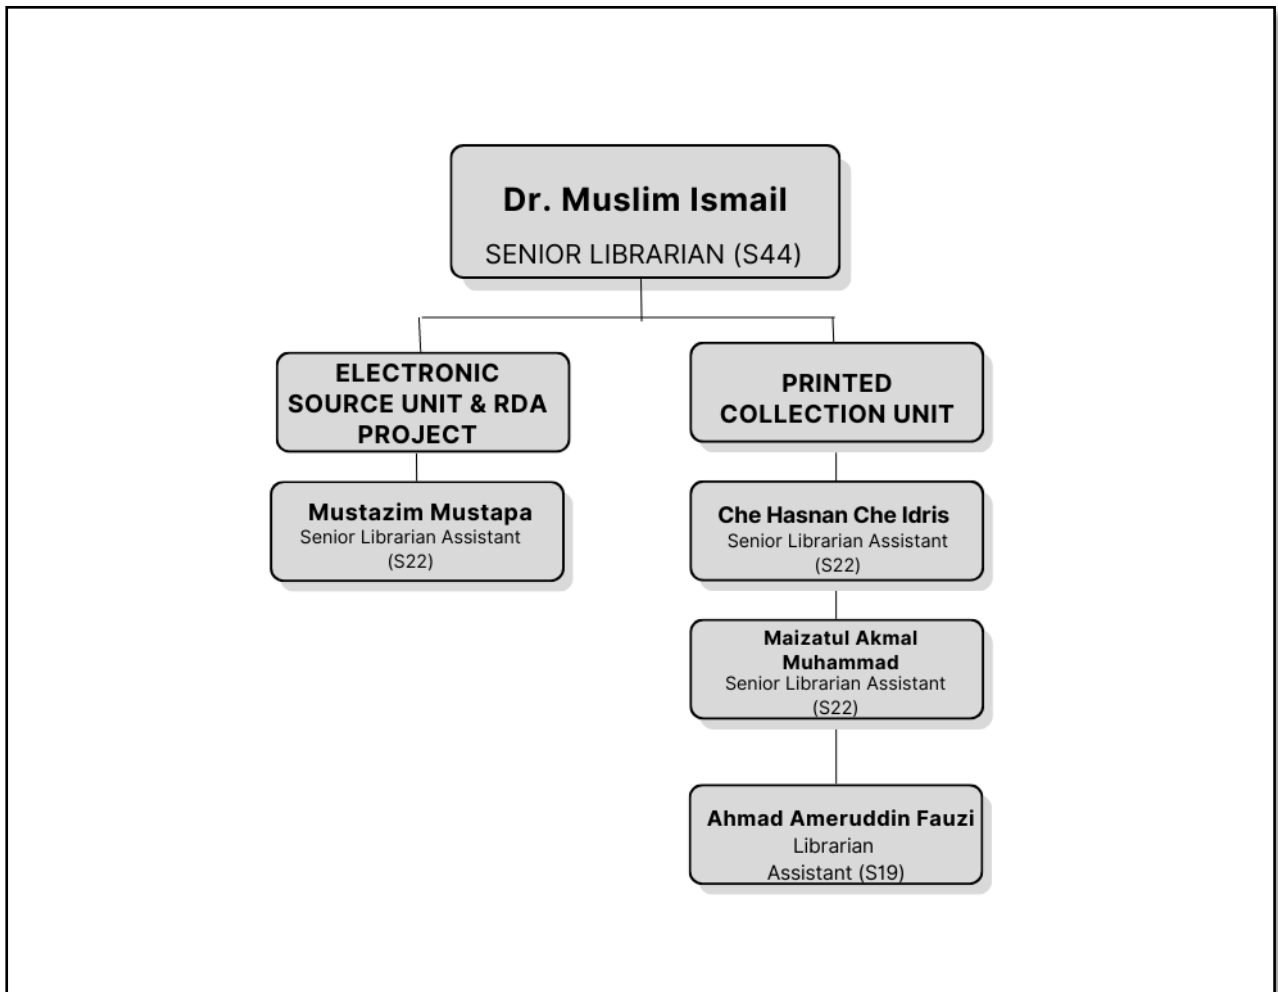 Dr. Muslim Ismail
SENIOR LIBRARIAN (S44)
ELECTRONIC
SOURCE UNIT & RDA
PROJECT
PRINTED
COLLECTION UNIT
Mustazim Mustapa
Senior Librarian Assistant
(S22)
Che Hasnan Che Idris
Senior Librarian Assistant
(S22)
Maizatul Akmal
Muhammad
Senior Librarian Assistant
(S22)
Ahmad Ameruddin Fauzi
Librarian
Assistant (S19)